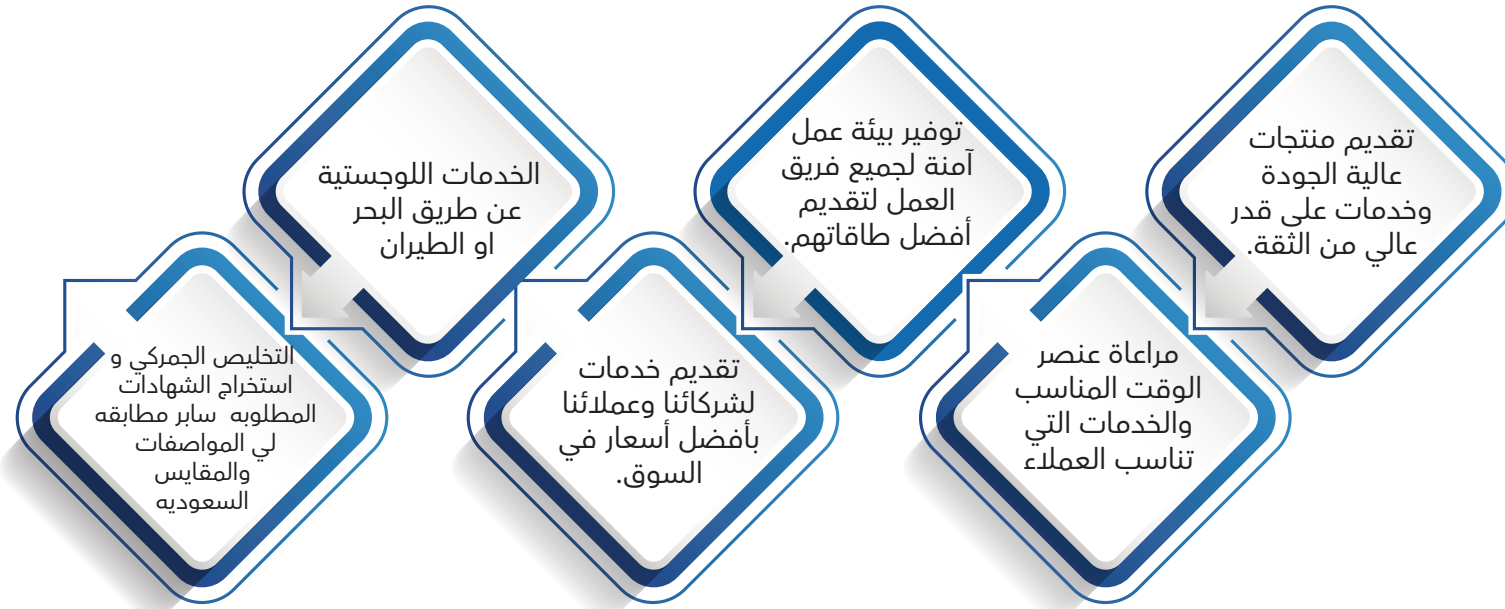 تقديم منتجات
عالية الجودة
وخدمات على قدر
عالي من الثقة.
مراعاة عنصر
الوقت المناسب
والخدمات التي
تناسب العملاء
توفير بيئة عمل
آمنة لجميع فريق
العمل لتقديم
أفضل طاقاتهم.
تقديم خدمات
لشركائنا وعملائنا
بأفضل أسعار في
السوق.
الخدمات اللوجستية
عن طريق البحر
او الطيران
التخليص الجمركي و
استخراج الشهادات
المطلوبه سابر مطابقه
لي المواصفات
والمقايس
السعوديه